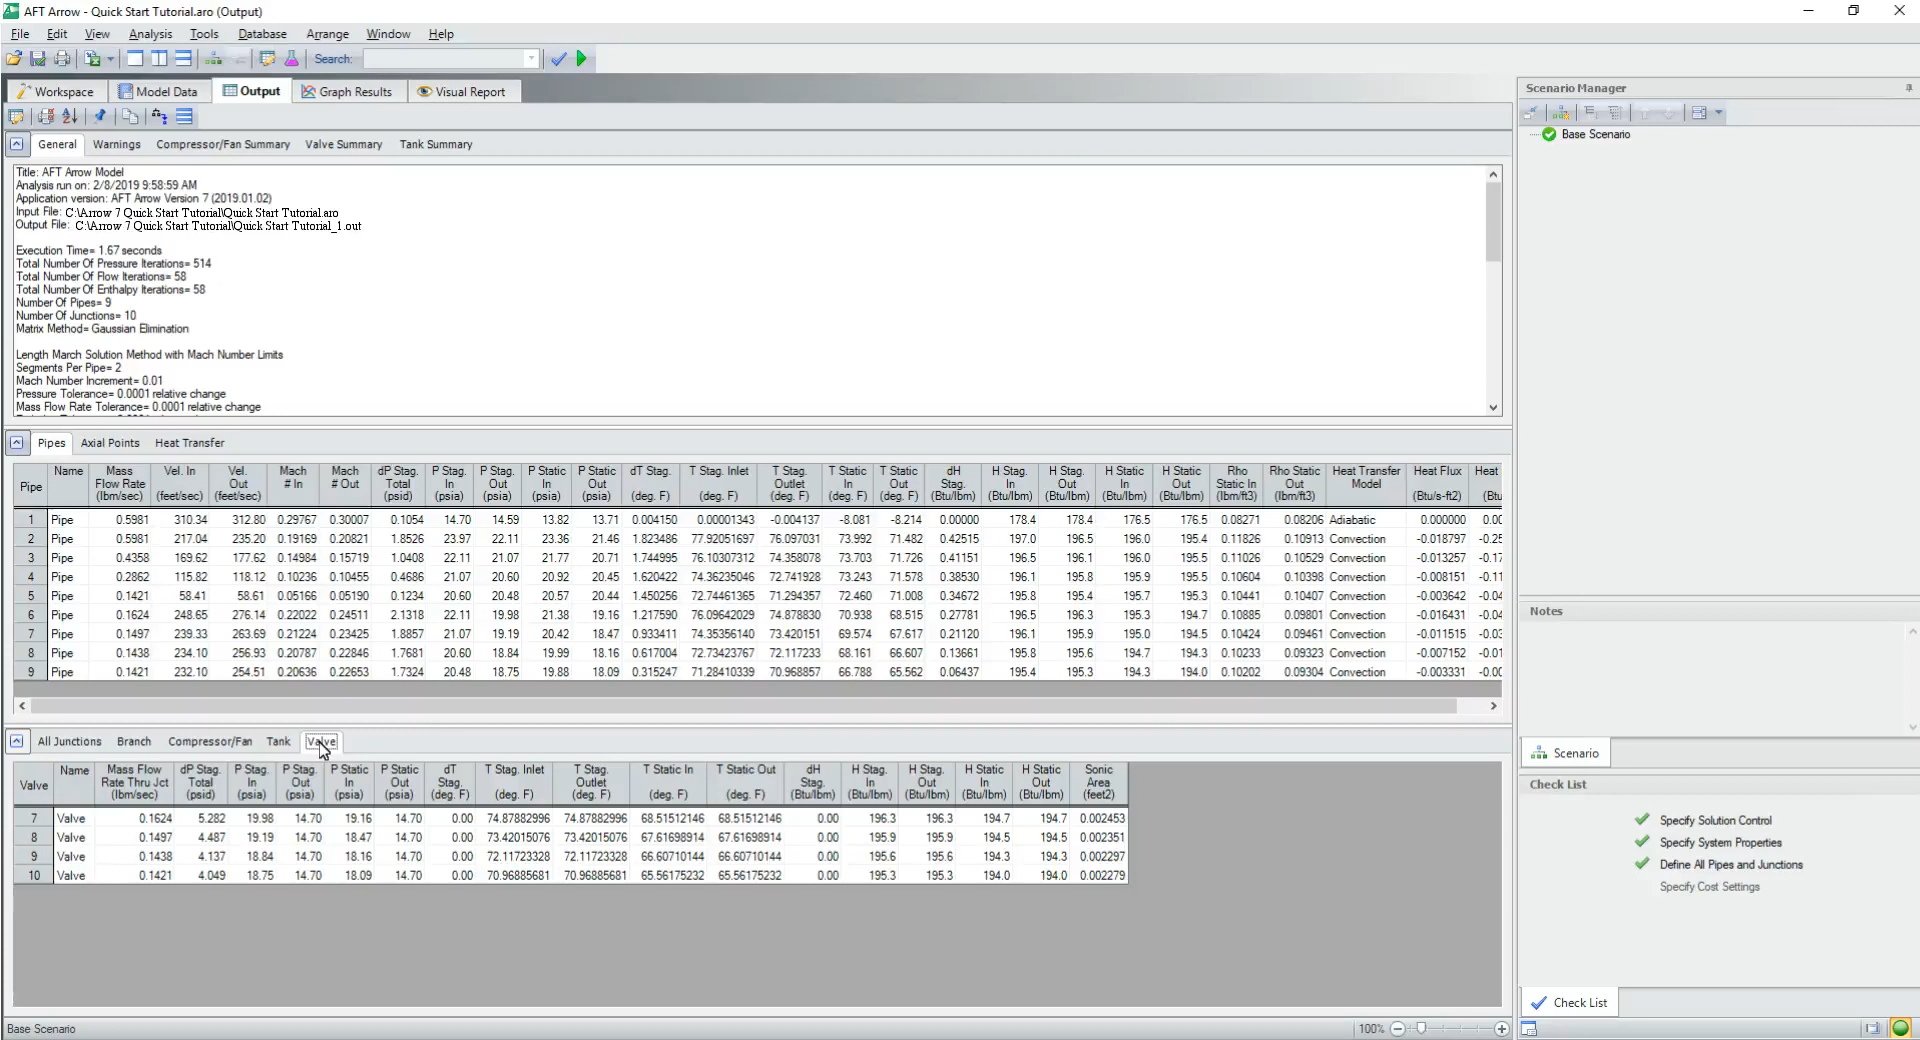 AFT Arrow - Quick Start Tutorial.aro (Output)
File Edit View Analysis Tools Database Arrange Window Help
Search:
Workspace Model Data Output Graph Results Visual Report
General Warnings Compressor/Fan Summary Valve Summary Tank Summary
Title: AFT Arrow Model
Analysis run on: 2/8/2019 9:58:59 AM
Application version: AFT Arrow Version 7 (2019.01.02)
Input File: C:\Arrow 7 Quick Start Tutorial\Quick Start Tutorial.aro
Output File: C:\Arrow 7 Quick Start Tutorial\Quick Start Tutorial_1.out
Execution Time= 1.67 seconds
Total Number Of Pressure Iterations= 514
Total Number Of Flow Iterations= 58
Total Number Of Enthalpy Iterations= 58
Number Of Pipes= 9
Number Of Junctions= 10
Matrix Method= Gaussian Elimination
Length March Solution Method with Mach Number Limits
Segments Per Pipe= 2
Mach Number Increment= 0.01
Pressure Tolerance= 0.0001 relative change
Mass Flow Rate Tolerance= 0.0001 relative change
Pipes Axial Points Heat Transfer
Pipe Name Mass Flow Rate (lbm/sec) Vel. In (feet/sec) Vel. Out (feet/sec) Mach # In Mach # Out dP Stag. Total (psid) P Stag. In (psia) P Stag. Out (psia) P Static In (psia) P Static Out (psia) dT Stag. (deg. F) T Stag. Inlet (deg. F) T Stag. Outlet (deg. F) T Static In (deg. F) T Static Out (deg. F) dH Stag. (Btu/lbm) H Stag. In (Btu/lbm) H Stag. Out (Btu/lbm) H Static In (Btu/lbm) H Static Out (Btu/lbm) Rho Static In (lbm/ft3) Rho Static Out (lbm/ft3) Heat Transfer Model Heat Flux (Btu/s-ft2) Heat (Btu
1 Pipe 0.5981 310.34 312.80 0.29767 0.30007 0.1054 14.70 14.59 13.82 13.71 0.004150 0.00001343 -0.004137 -8.081 -8.214 0.00000 178.4 178.4 176.5 176.5 0.08271 0.08206 Adiabatic 0.000000 0.00
2 Pipe 0.5981 217.04 235.20 0.19169 0.20821 1.8526 23.97 22.11 23.36 21.46 1.823486 77.92051697 76.097031 73.992 71.482 0.42515 197.0 196.5 196.0 195.4 0.11826 0.10913 Convection -0.018797 -0.25
3 Pipe 0.4358 169.62 177.62 0.14984 0.15719 1.0408 22.11 21.07 21.77 20.71 1.744995 76.10307312 74.358078 73.703 71.726 0.41151 196.5 196.1 196.0 195.5 0.11026 0.10529 Convection -0.013257 -0.17
4 Pipe 0.2862 115.82 118.12 0.10236 0.10455 0.4686 21.07 20.60 20.92 20.45 1.620422 74.36235046 72.741928 73.243 71.578 0.38530 196.1 195.8 195.9 195.5 0.10604 0.10398 Convection -0.008151 -0.11
5 Pipe 0.1421 58.41 58.61 0.05166 0.05190 0.1234 20.60 20.48 20.57 20.44 1.450256 72.74461365 71.294357 72.460 71.008 0.34672 195.8 195.4 195.7 195.3 0.10441 0.10407 Convection -0.003642 -0.04
6 Pipe 0.1624 248.65 276.14 0.22022 0.24511 2.1318 22.11 19.98 21.38 19.16 1.217590 76.09642029 74.878830 70.938 68.515 0.27781 196.5 196.3 195.3 194.7 0.10885 0.09801 Convection -0.016431 -0.04
7 Pipe 0.1497 239.33 263.69 0.21224 0.23425 1.8857 21.07 19.19 20.42 18.47 0.933411 74.35356140 73.420151 69.574 67.617 0.21120 196.1 195.9 195.0 194.5 0.10424 0.09461 Convection -0.011515 -0.03
8 Pipe 0.1438 234.10 256.93 0.20787 0.22846 1.7681 20.60 18.84 19.99 18.16 0.617004 72.73423767 72.117233 68.161 66.607 0.13661 195.8 195.6 194.7 194.3 0.10233 0.09323 Convection -0.007152 -0.01
9 Pipe 0.1421 232.10 254.51 0.20636 0.22653 1.7324 20.48 18.75 19.88 18.09 0.315247 71.28410339 70.968857 66.788 65.562 0.06437 195.4 195.3 194.3 194.0 0.10202 0.09304 Convection -0.003331 -0.00
All Junctions Branch Compressor/Fan Tank Valve
Valve Name Mass Flow Rate Thru Jct (lbm/sec) dP Stag. Total (psid) P Stag. In (psia) P Stag. Out (psia) P Static In (psia) P Static Out (psia) dT Stag. (deg. F) T Stag. Inlet (deg. F) T Stag. Outlet (deg. F) T Static In (deg. F) T Static Out (deg. F) dH Stag. (Btu/lbm) H Stag. In (Btu/lbm) H Stag. Out (Btu/lbm) H Static In (Btu/lbm) H Static Out (Btu/lbm) Sonic Area (feet2)
7 Valve 0.1624 5.282 19.98 14.70 19.16 14.70 0.00 74.87882996 74.87882996 68.51512146 68.51512146 0.00 196.3 196.3 194.7 194.7 0.002453
8 Valve 0.1497 4.487 19.19 14.70 18.47 14.70 0.00 73.42015076 73.42015076 67.61698914 67.61698914 0.00 195.9 195.9 194.5 194.5 0.002351
9 Valve 0.1438 4.137 18.84 14.70 18.16 14.70 0.00 72.11723328 72.11723328 66.60710144 66.60710144 0.00 195.6 195.6 194.3 194.3 0.002297
10 Valve 0.1421 4.049 18.75 14.70 18.09 14.70 0.00 70.96885681 70.96885681 65.56175232 65.56175232 0.00 195.3 195.3 194.0 194.0 0.002279
Base Scenario
100%
Scenario Manager
Base Scenario
Notes
Scenario
Check List
Specify Solution Control
Specify System Properties
Define All Pipes and Junctions
Specify Cost Settings
Check List